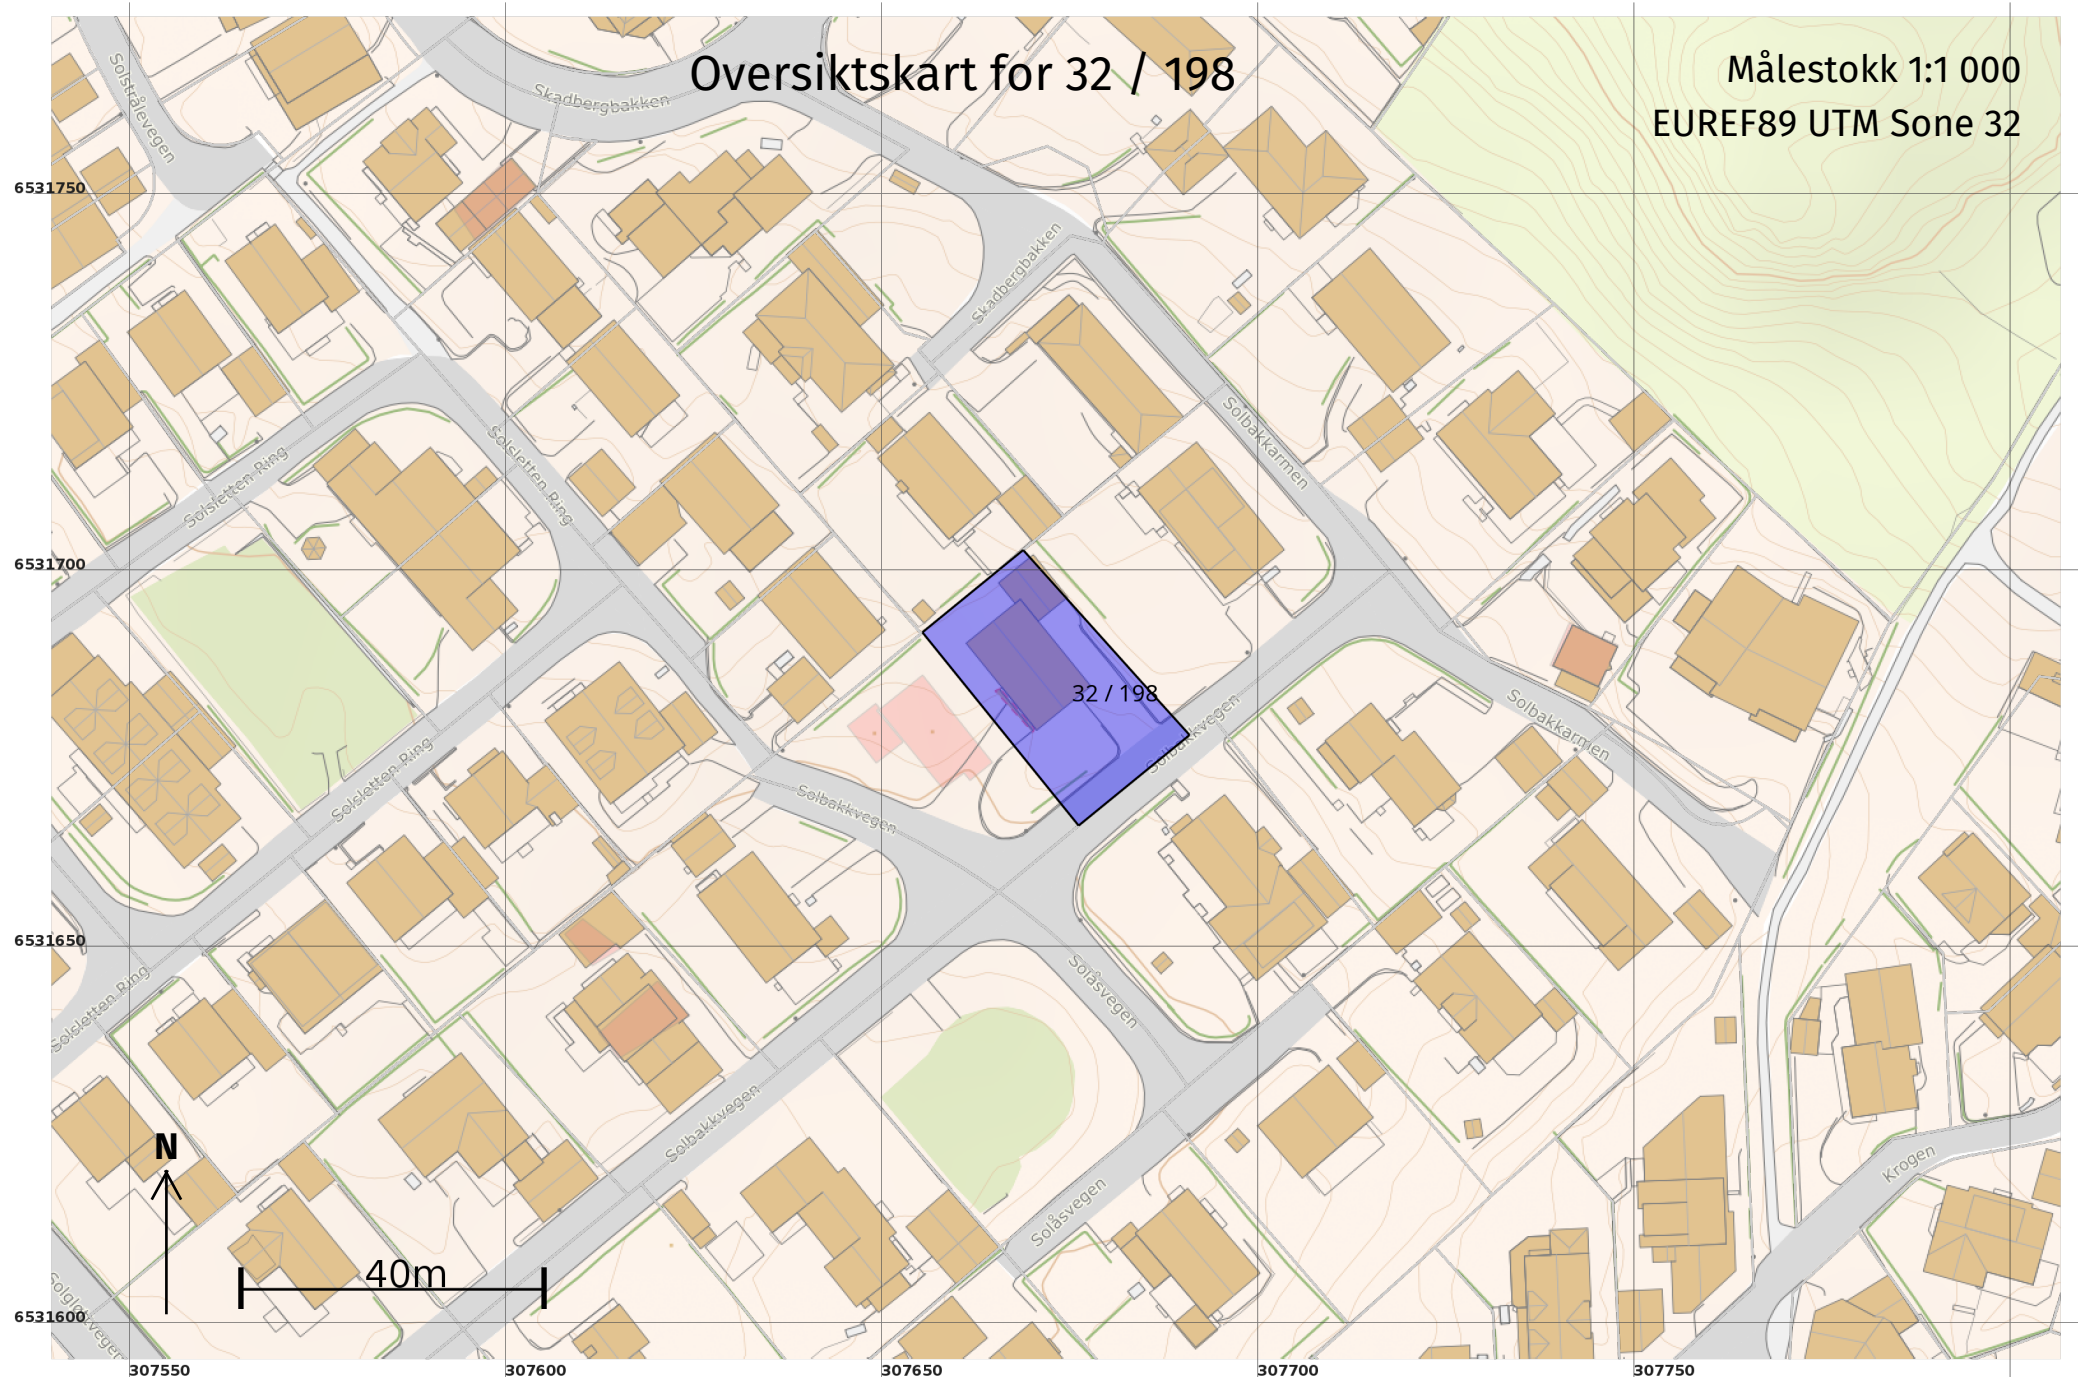 Oversiktskart for 32 / 198
Målestokk 1:1 000
EUREF89 UTM Sone 32
Solstrålevegen
Skadbergbakken
6531750
Skadbergbakken
Solbakkarmen
Solsletten Ring
Solsletten Ring
6531700
32 / 198
Solbakkvegen
Solbakkarmen
Solsletten Ring
Solbakkvegen
6531650
Solsletten Ring
Solåsvegen
Solbakkvegen
N
Krogen
Solåsvegen
40m
Solgløttvegen
6531600
307550
307600
307650
307700
307750